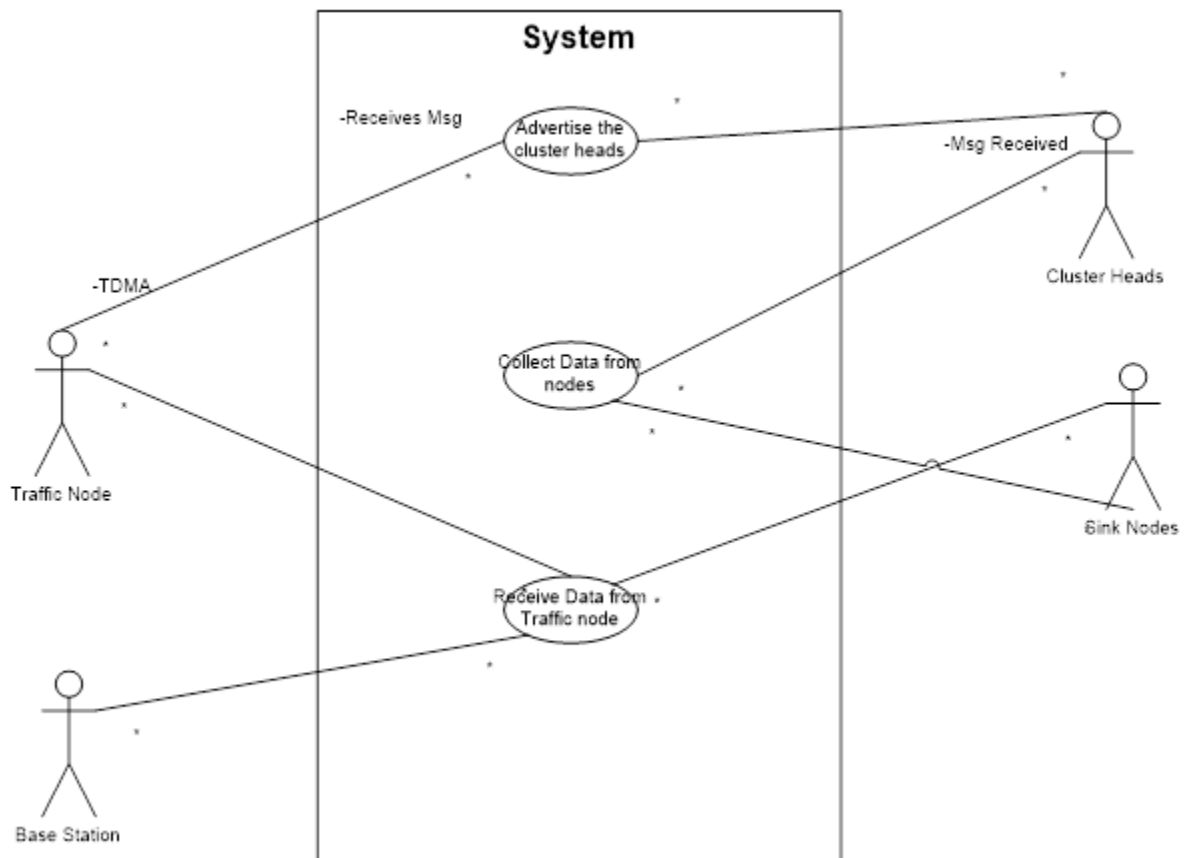 System
-Receives Msg
Advertise the
cluster heads
-Msg Received
*
*
*
*
-TDMA
Cluster Heads
*
*
Collect Data from
nodes
*
*
*
Traffic Node
Sink Nodes
Receive Data from
Traffic node
*
*
*
Base Station